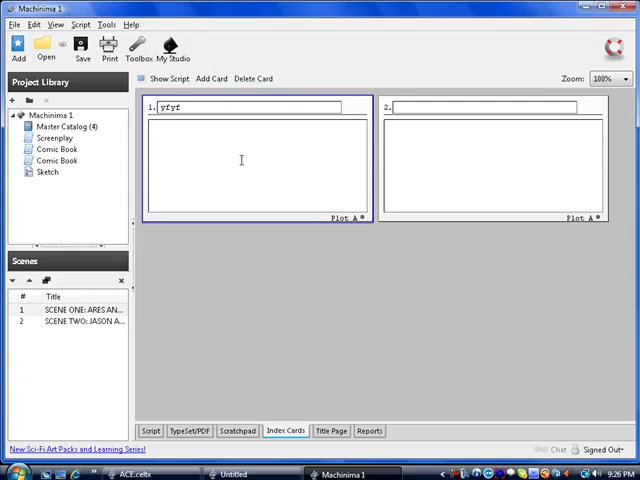 Machinima 1
File Edit View Script Tools Help
Add Open Save Print Toolbox My Studio
Project Library
Show Script Add Card Delete Card
Zoom: 100%
Machinima 1
Master Catalog (4)
Screenplay
Comic Book
Comic Book
Sketch
1. yfyf
Plot A
2.
Plot A
Scenes
# Title
1 SCENE ONE: ARES AN...
2 SCENE TWO: JASON A...
Script TypeSet/PDF Scratchpad Index Cards Title Page Reports
New Sci-Fi Art Packs and Learning Series!
Chat Signed Out
ACE.celtx Untitled Machinima 1
9:26 PM